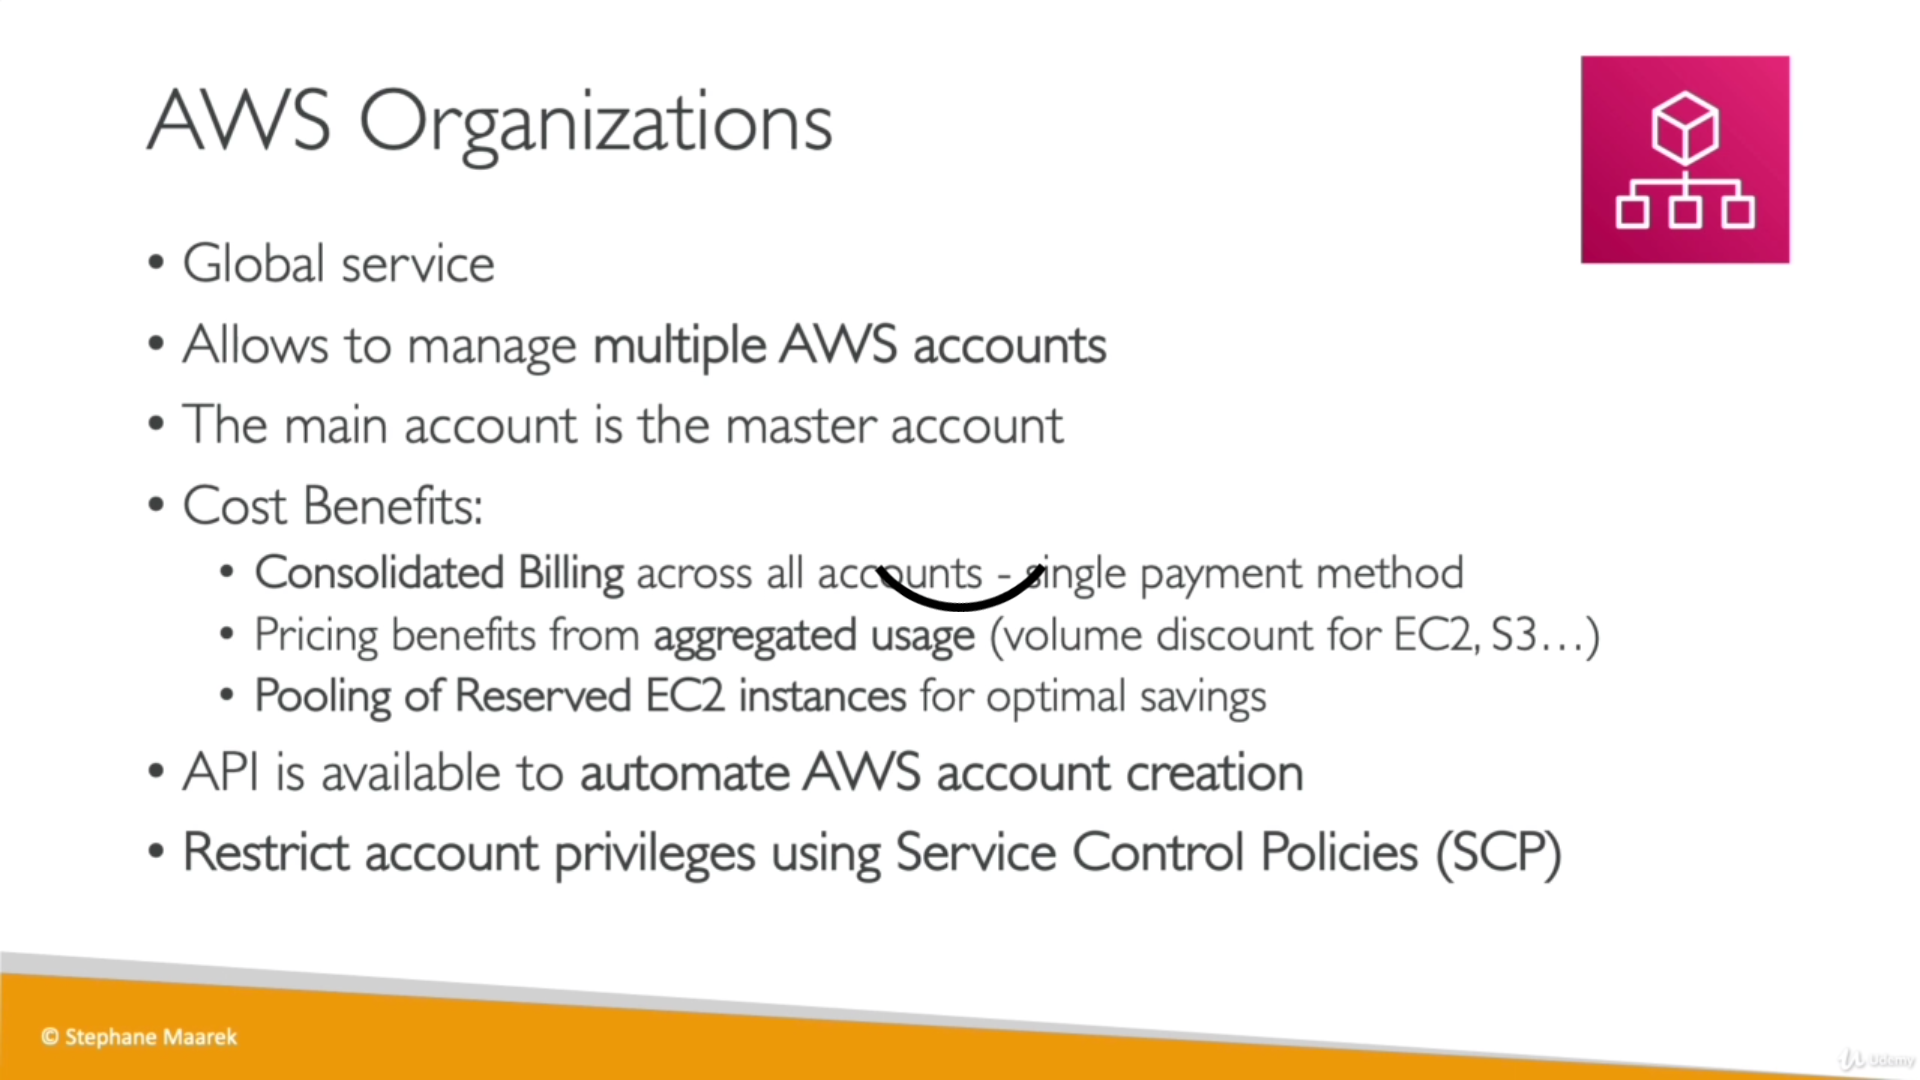 AWS Organizations
• Global service
• Allows to manage multiple AWS accounts
• The main account is the master account
• Cost Benefits:
• Consolidated Billing across all accounts - single payment method
• Pricing benefits from aggregated usage (volume discount for EC2, S3…)
• Pooling of Reserved EC2 instances for optimal savings
• API is available to automate AWS account creation
• Restrict account privileges using Service Control Policies (SCP)
© Stephane Maarek
Udemy